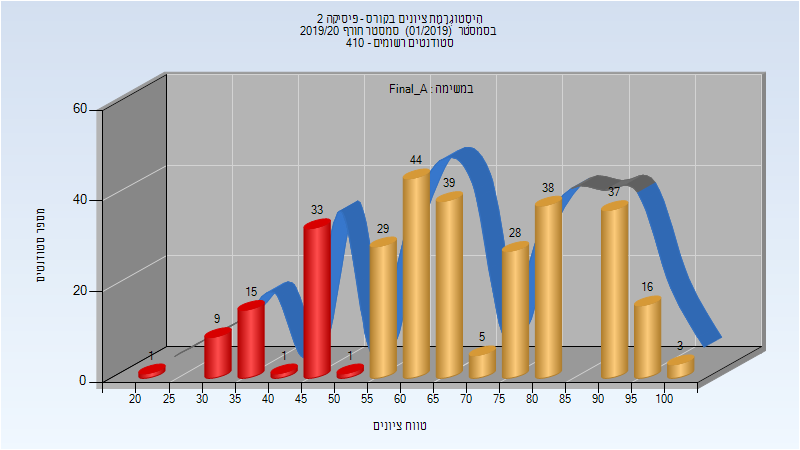 היסטוגרמת ציונים בקורס - פיסיקה 2
בסמסטר (01/2019) סמסטר חורף 2019/20
סטודנטים רשומים - 410
במשימה : Final_A
מספר סטודנטים
60
40
20
0
1
9
15
1
33
1
29
44
39
5
28
38
37
16
3
20 25 30 35 40 45 50 55 60 65 70 75 80 85 90 95 100
טווח ציונים